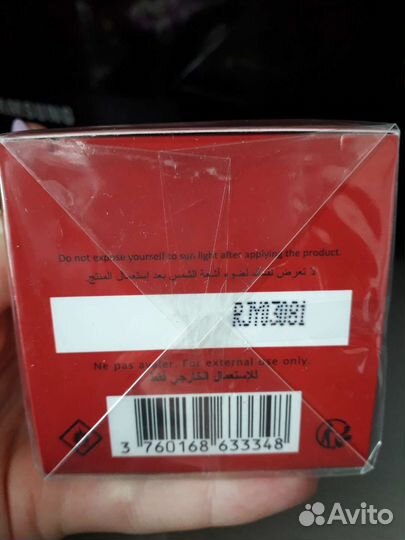 SAMSUNG
Do not expose yourself to sun light after applying the product.
لا تعرض نفسك لضوء أشعة الشمس بعد إستعمال المنتج.
RJY03081
Ne pas avaler. For external use only.
للإستعمال الخارجي فقط
3 760168 633348
Avito